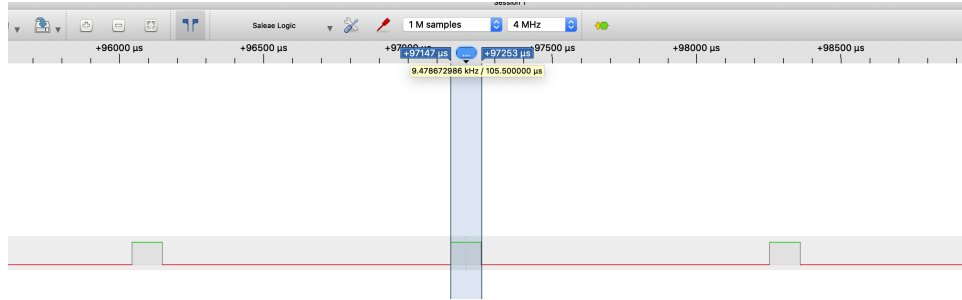 Session 1
Saleae Logic
1 M samples
4 MHz
+96000 µs
+96500 µs
+97500 µs
+98000 µs
+98500 µs
+97147 µs ... +97253 µs
9.478672986 kHz / 105.500000 µs